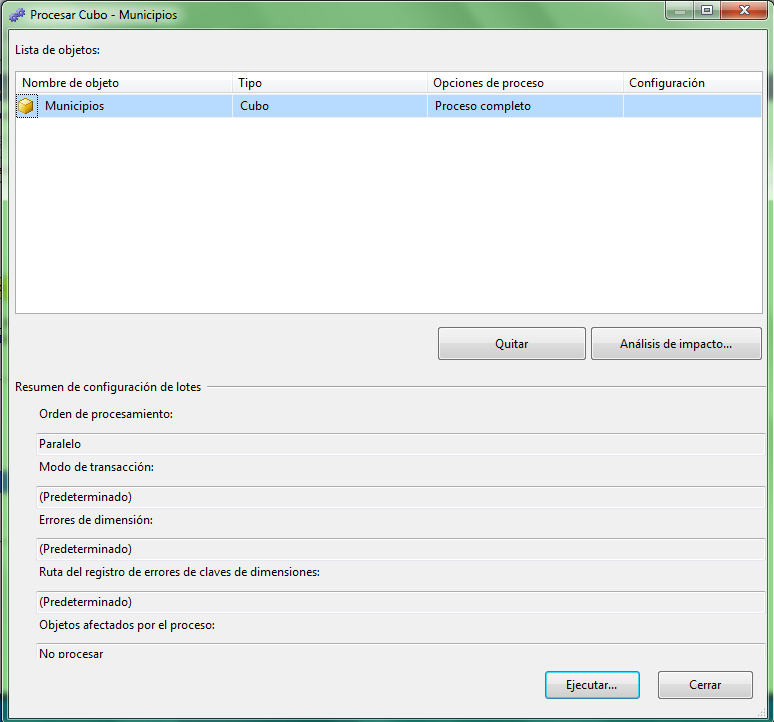 Procesar Cubo - Municipios
Lista de objetos:
Nombre de objeto Tipo Opciones de proceso Configuración
Municipios Cubo Proceso completo
Quitar Análisis de impacto...
Resumen de configuración de lotes
Orden de procesamiento:
Paralelo
Modo de transacción:
(Predeterminado)
Errores de dimensión:
(Predeterminado)
Ruta del registro de errores de claves de dimensiones:
(Predeterminado)
Objetos afectados por el proceso:
No procesar
Ejecutar... Cerrar